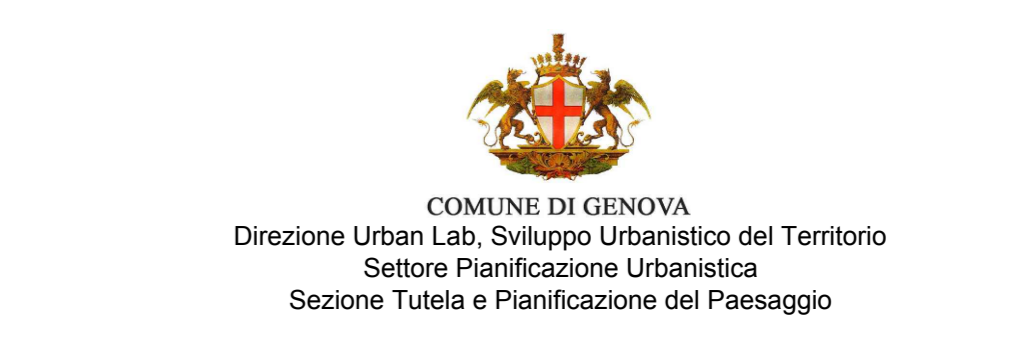 COMUNE DI GENOVA
Direzione Urban Lab, Sviluppo Urbanistico del Territorio
Settore Pianificazione Urbanistica
Sezione Tutela e Pianificazione del Paesaggio